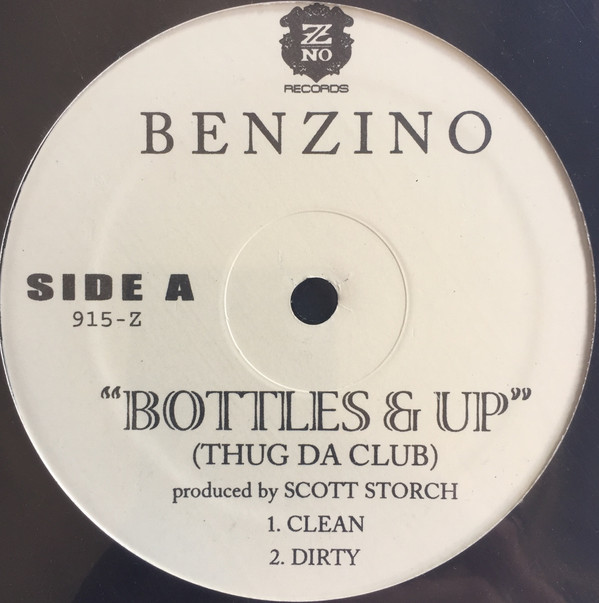 Z
NO
RECORDS
BENZINO
SIDE A
915-Z
“BOTTLES & UP”
(THUG DA CLUB)
produced by SCOTT STORCH
1. CLEAN
2. DIRTY